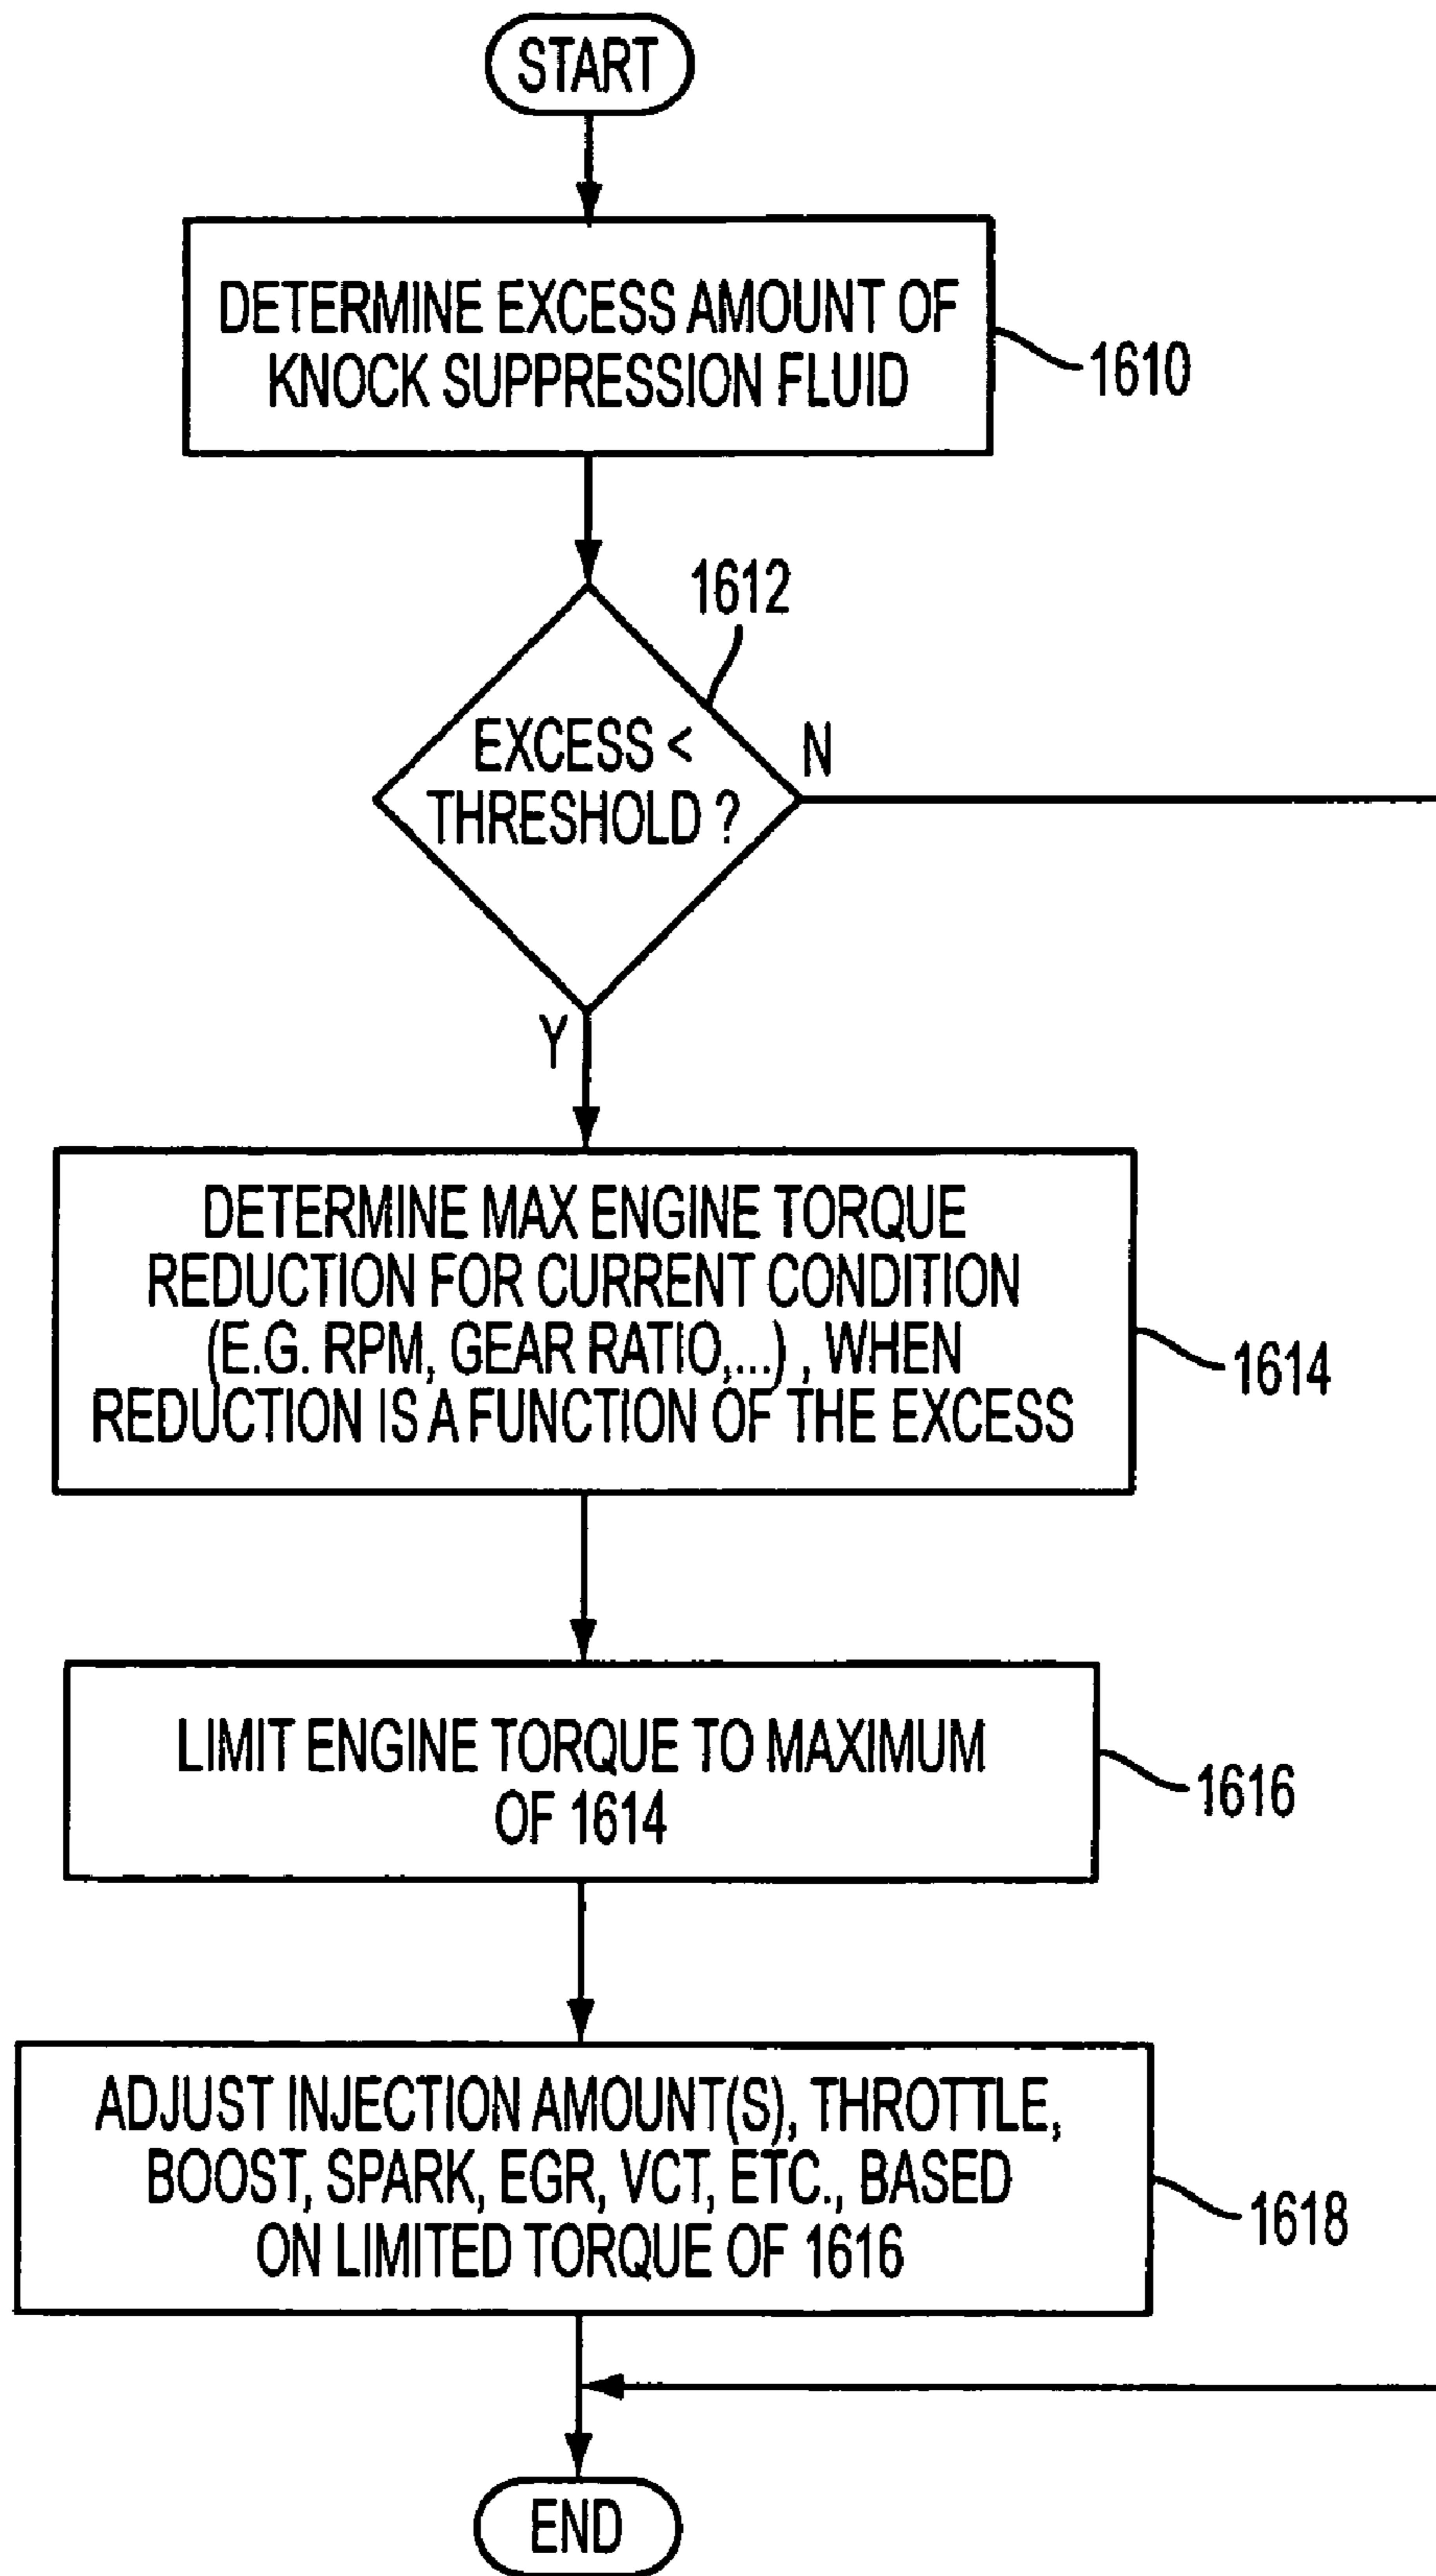 START
DETERMINE EXCESS AMOUNT OF
KNOCK SUPPRESSION FLUID
1610
1612
EXCESS <
THRESHOLD ?
N
Y
DETERMINE MAX ENGINE TORQUE
REDUCTION FOR CURRENT CONDITION
(E.G. RPM, GEAR RATIO,...) , WHEN
REDUCTION IS A FUNCTION OF THE EXCESS
1614
LIMIT ENGINE TORQUE TO MAXIMUM
OF 1614
1616
ADJUST INJECTION AMOUNT(S), THROTTLE,
BOOST, SPARK, EGR, VCT, ETC., BASED
ON LIMITED TORQUE OF 1616
1618
END